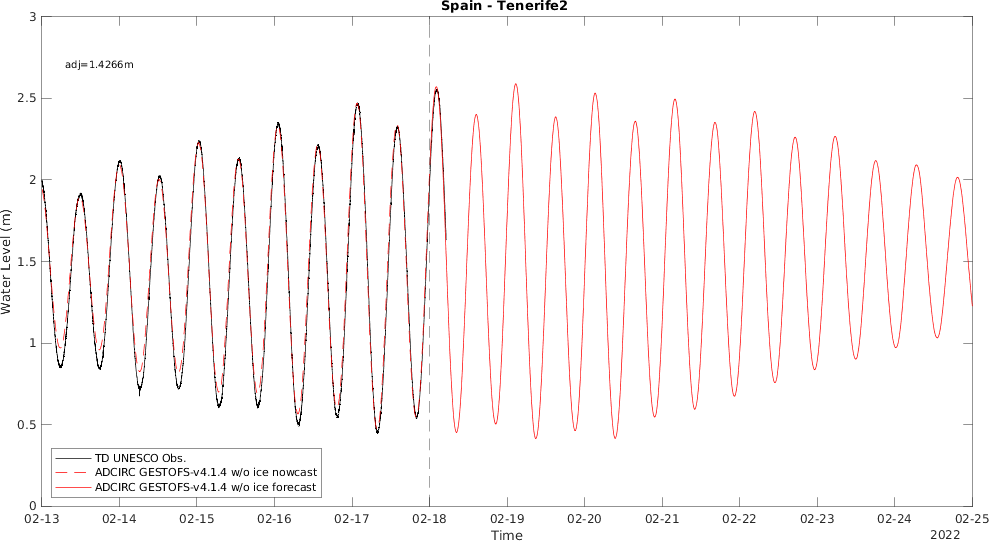 Spain - Tenerife2
adj=1.4266m
3
2.5
2
1.5
1
0.5
0
Water Level (m)
TD UNESCO Obs.
ADCIRC GESTOFS-v4.1.4 w/o ice nowcast
ADCIRC GESTOFS-v4.1.4 w/o ice forecast
02-13 02-14 02-15 02-16 02-17 02-18 02-19 02-20 02-21 02-22 02-23 02-24 02-25
Time
2022